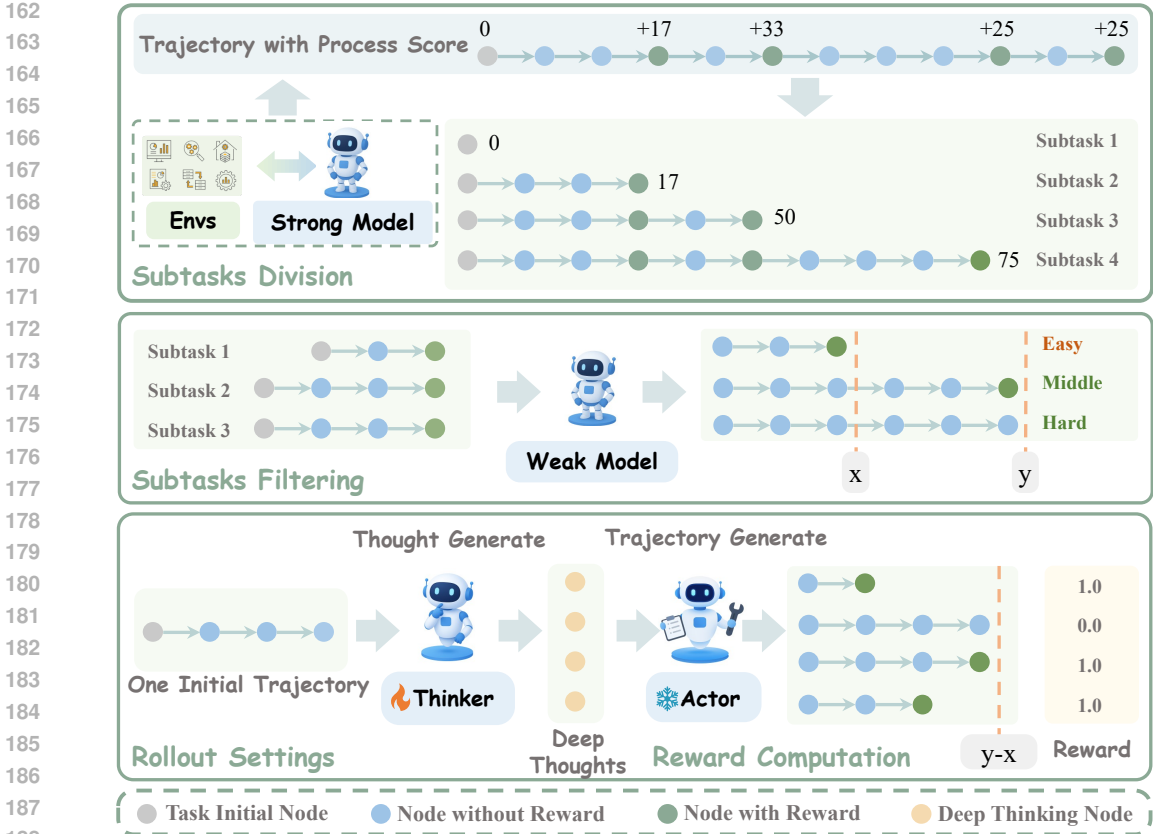 162
163
164
165
166
167
168
169
170
171
172
173
174
175
176
177
178
179
180
181
182
183
184
185
186
187
0 +17 +33 +25 +25
Trajectory with Process Score
Envs
Strong Model
Subtasks Division
0 Subtask 1
17 Subtask 2
50 Subtask 3
75 Subtask 4
Subtask 1
Subtask 2
Subtask 3
Weak Model
Easy
Middle
Hard
x
y
Subtasks Filtering
Thought Generate
Trajectory Generate
One Initial Trajectory
Thinker
Deep
Thoughts
Actor
1.0
0.0
1.0
1.0
y-x
Reward
Rollout Settings
Reward Computation
Task Initial Node
Node without Reward
Node with Reward
Deep Thinking Node